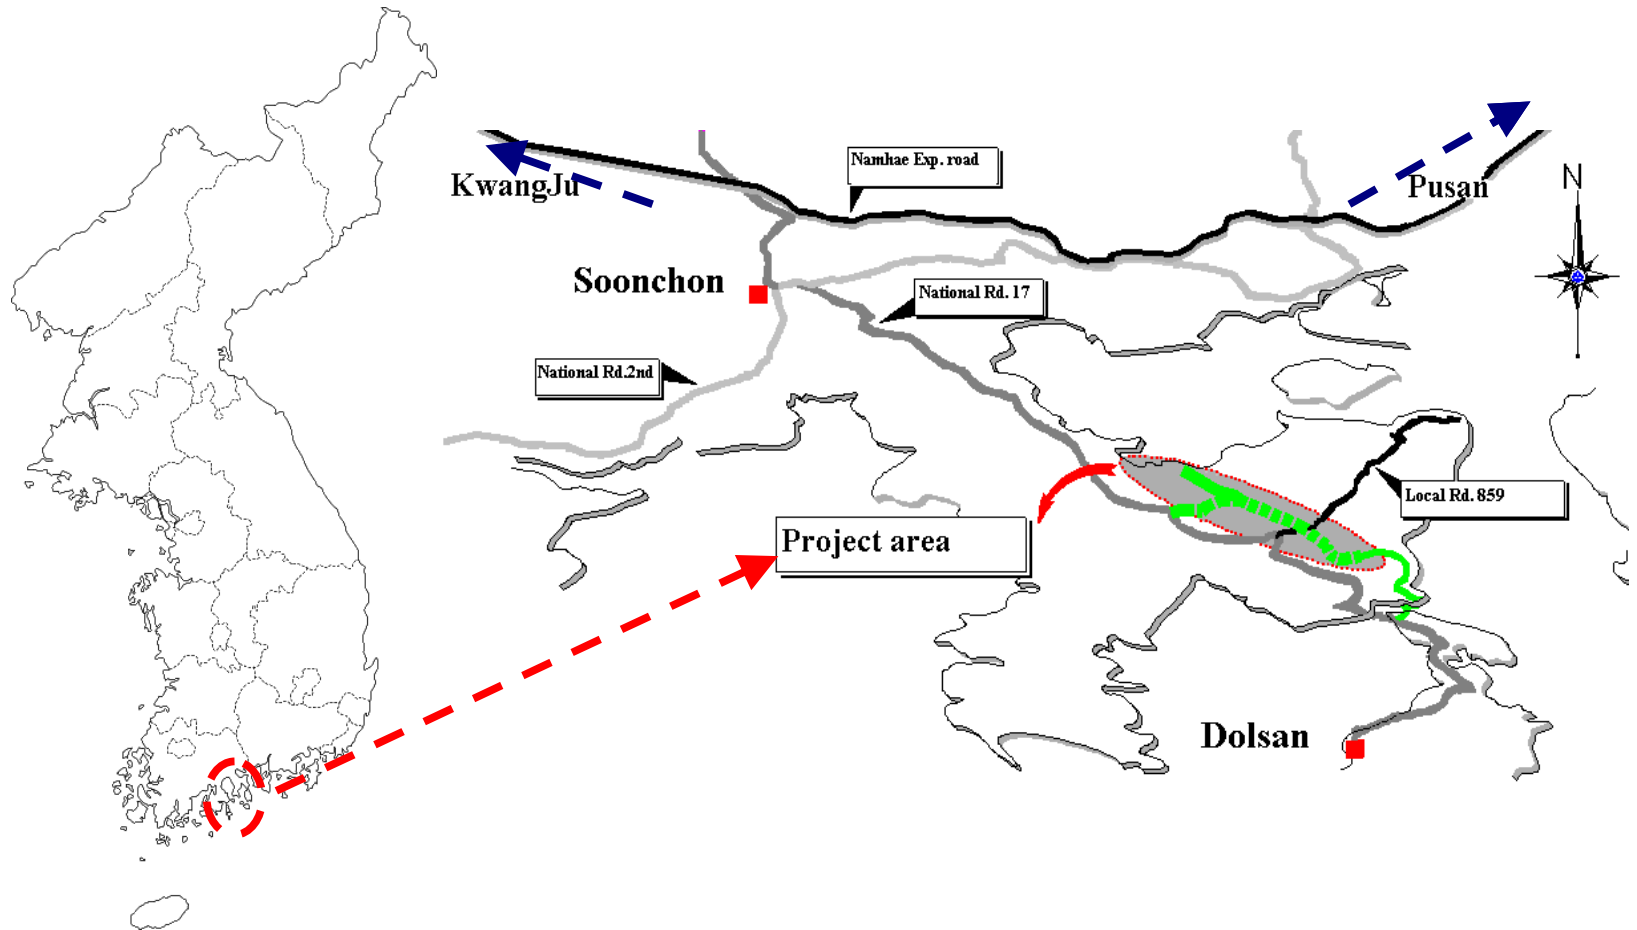 Namhae Exp. road
N
KwangJu
Pusan
Soonchon
National Rd. 17
National Rd.2nd
Local Rd. 859
Project area
Dolsan